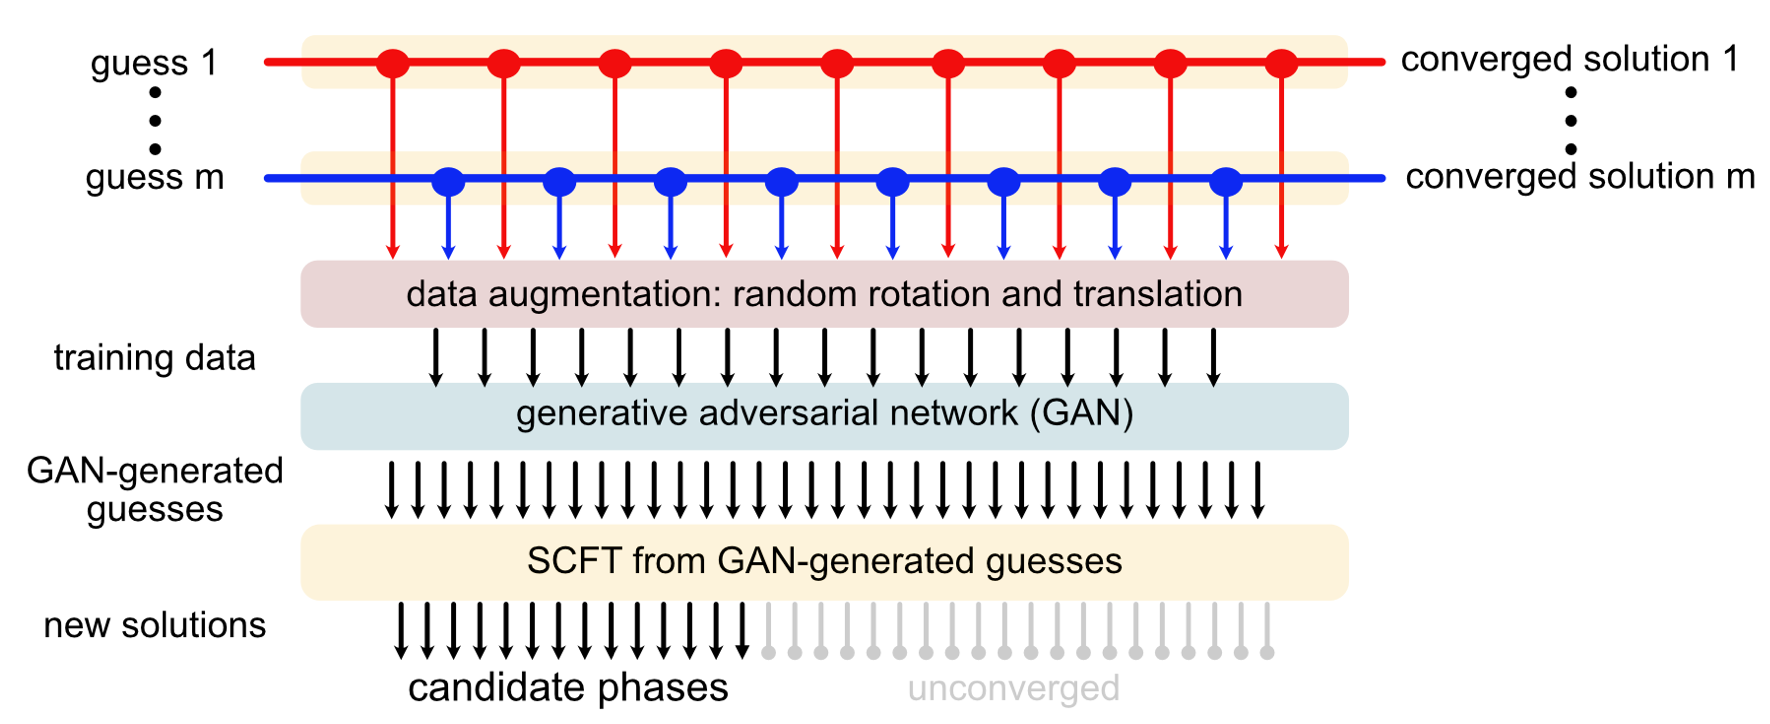 guess 1
converged solution 1
guess m
converged solution m
data augmentation: random rotation and translation
training data
generative adversarial network (GAN)
GAN-generated
guesses
SCFT from GAN-generated guesses
new solutions
candidate phases
unconverged